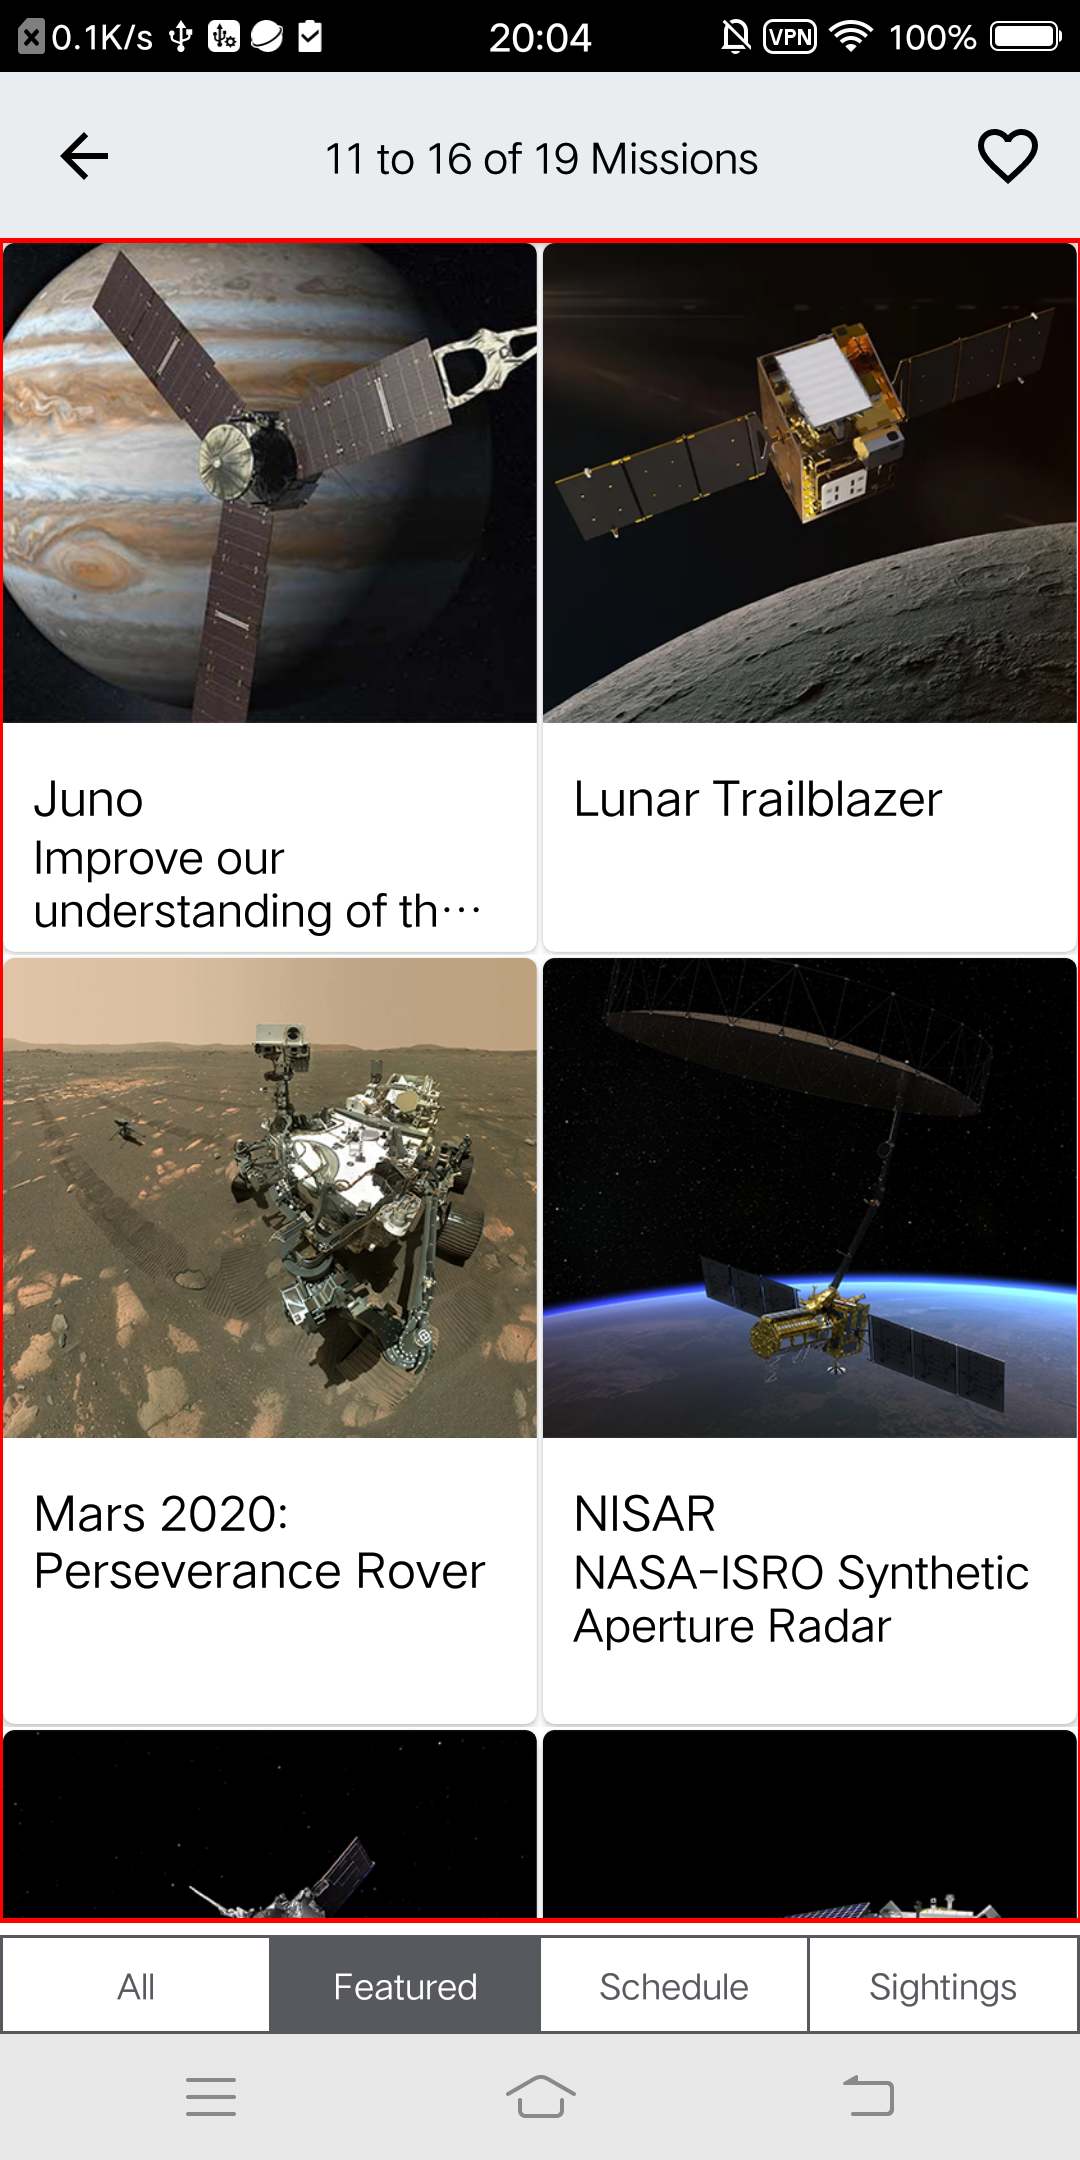 0.1K/s
20:04
VPN
100%
11 to 16 of 19 Missions
Juno
Improve our
understanding of th···
Lunar Trailblazer
Mars 2020:
Perseverance Rover
NISAR
NASA-ISRO Synthetic
Aperture Radar
All
Featured
Schedule
Sightings